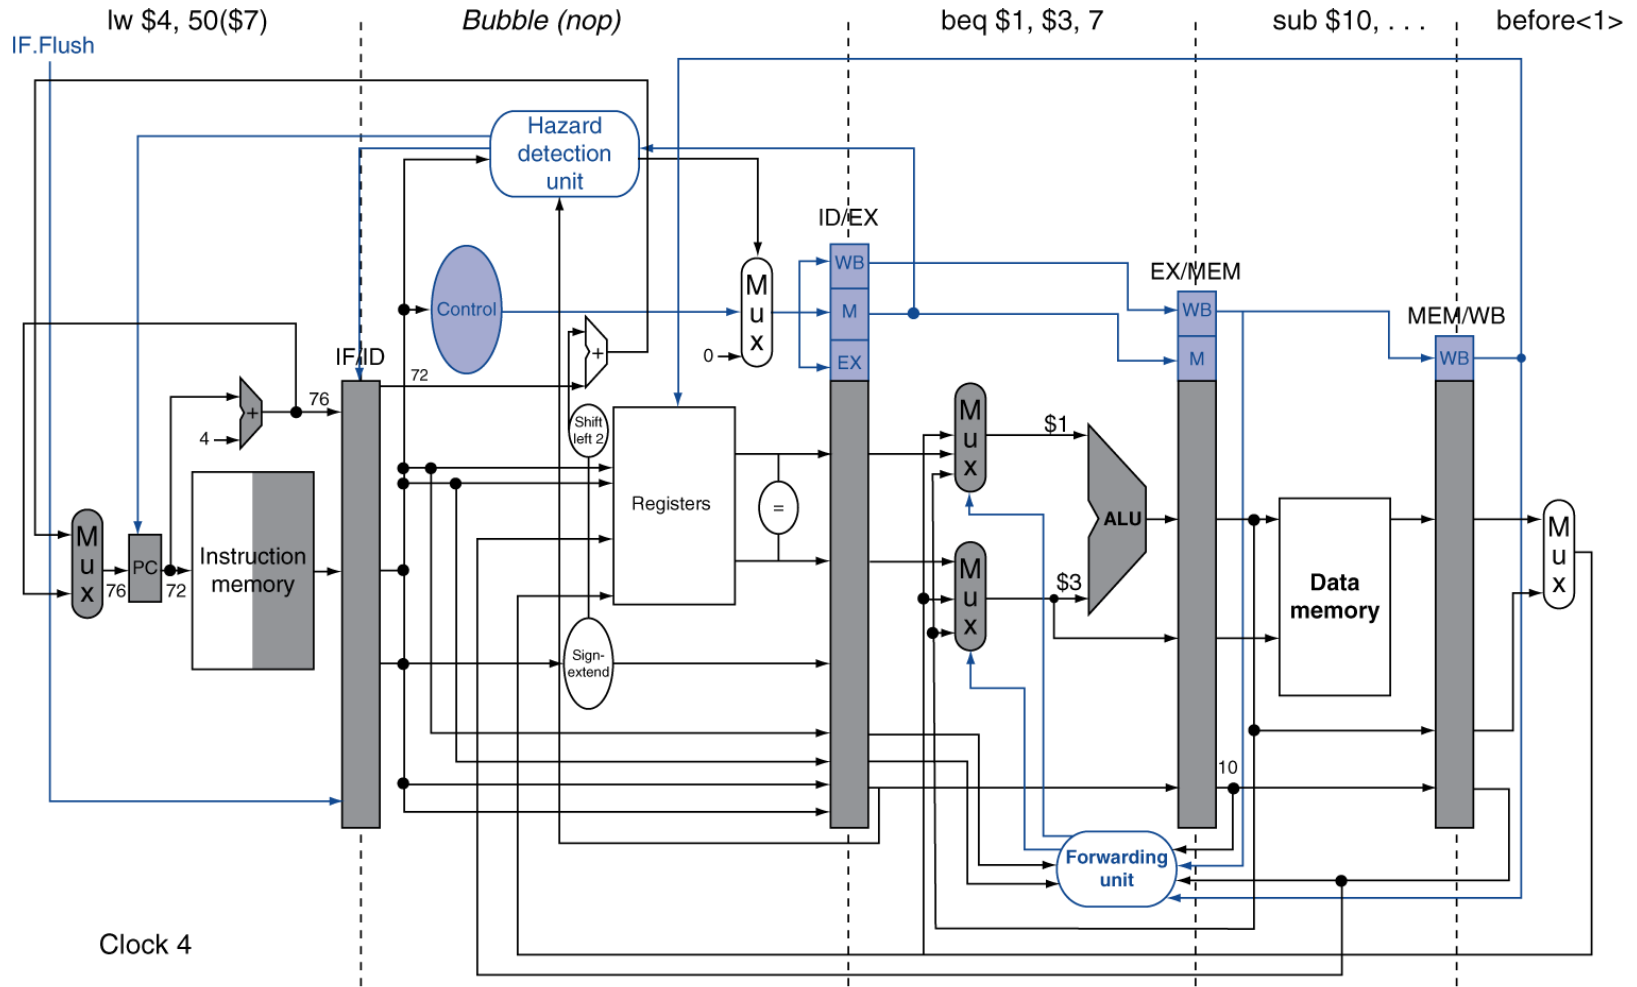 lw $4, 50($7)
Bubble (nop)
beq $1, $3, 7
sub $10, . . .
before<1>
IF.Flush
Hazard
detection
unit
ID/EX
WB
EX/MEM
Control
M
u
x
M
WB
MEM/WB
IF/ID
0
EX
M
WB
72
76
+
+
4
Shift
left 2
M
u
x
$1
Registers
=
ALU
M
u
x
PC
76
72
Instruction
memory
M
u
x
$3
Data
memory
M
u
x
Sign-
extend
10
Forwarding
unit
Clock 4